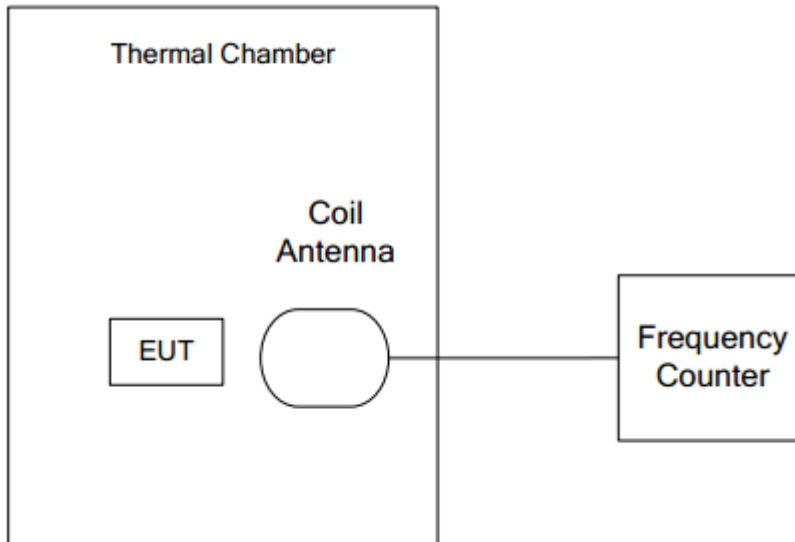 Thermal Chamber
Coil
Antenna
EUT
Frequency
Counter